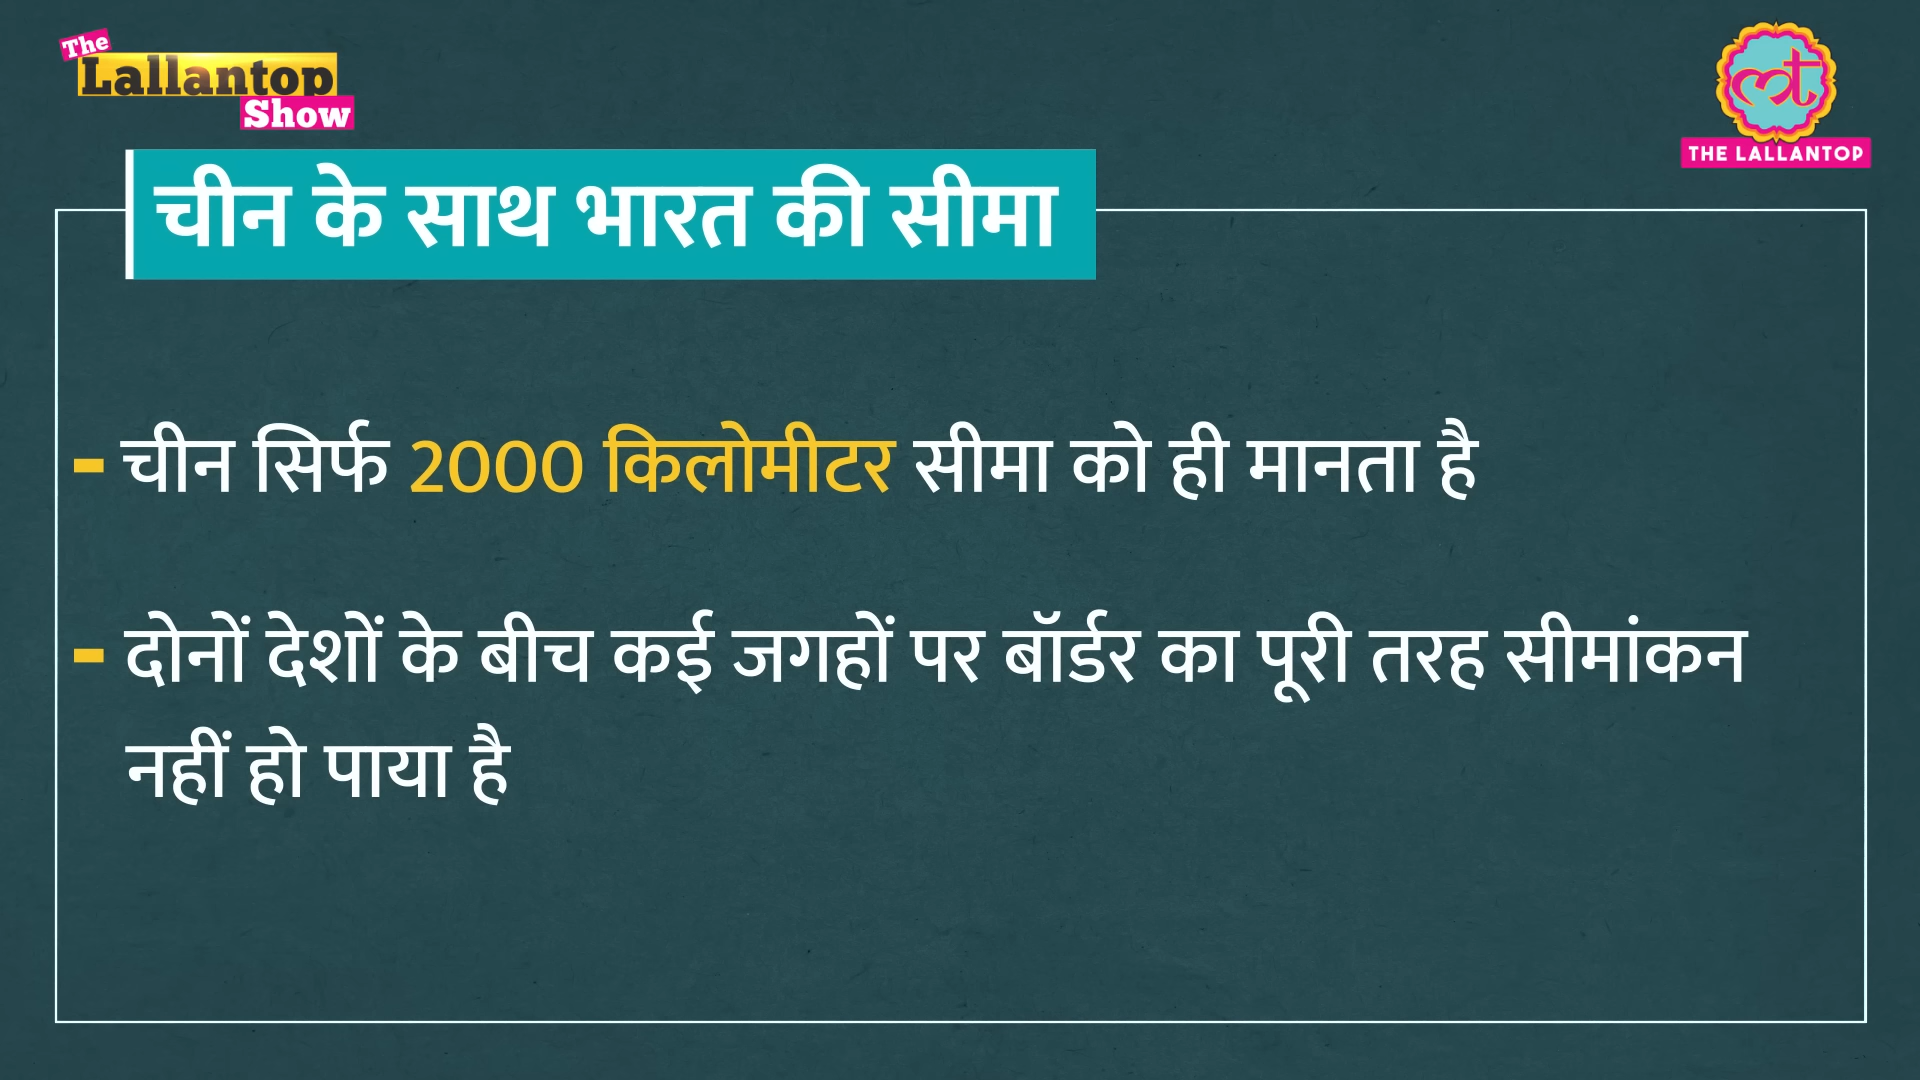 The
Lallantop
Show
THE LALLANTOP
चीन के साथ भारत की सीमा
- चीन सिर्फ 2000 किलोमीटर सीमा को ही मानता है
- दोनों देशों के बीच कई जगहों पर बॉर्डर का पूरी तरह सीमांकन
नहीं हो पाया है